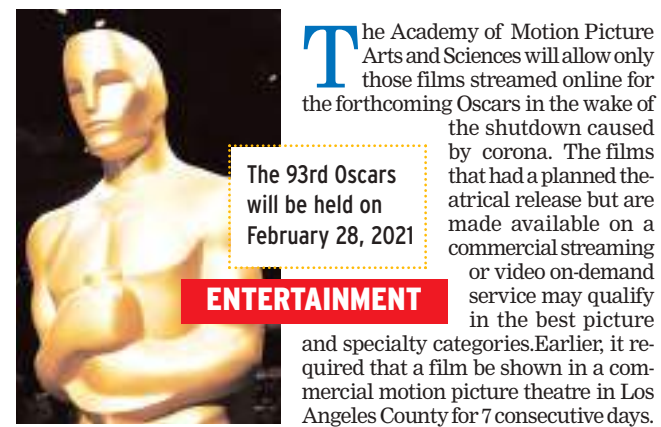 The Academy of Motion Picture
Arts and Sciences will allow only
those films streamed online for
the forthcoming Oscars in the wake of
the shutdown caused
by corona. The films
that had a planned the-
atrical release but are
made available on a
commercial streaming
or video on-demand
service may qualify
in the best picture
and specialty categories.Earlier, it re-
quired that a film be shown in a com-
mercial motion picture theatre in Los
Angeles County for 7 consecutive days.
The 93rd Oscars
will be held on
February 28, 2021
ENTERTAINMENT